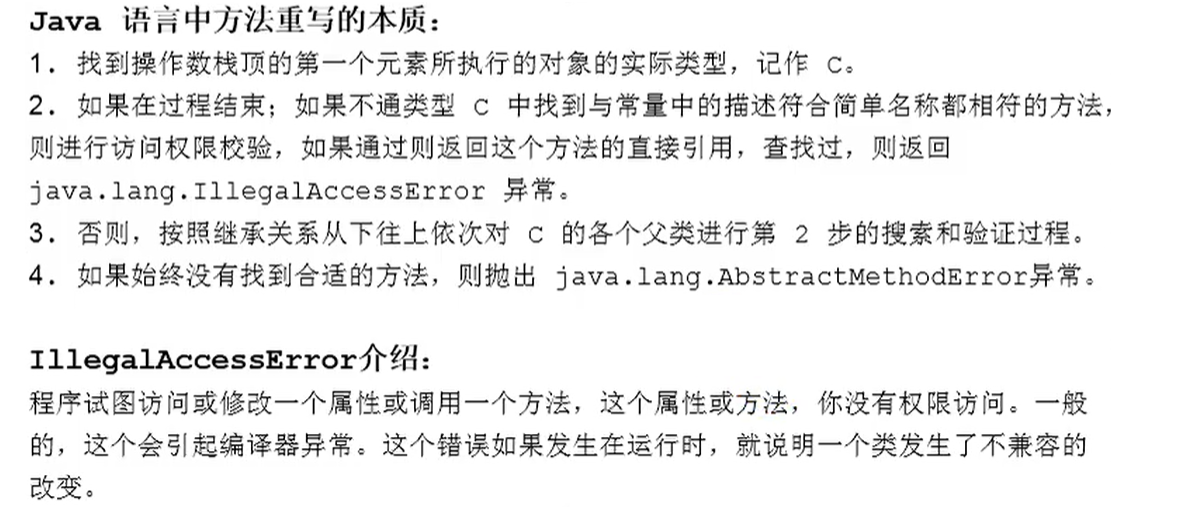 Java 语言中方法重写的本质：
1. 找到操作数栈顶的第一个元素所执行的对象的实际类型，记作 C。
2. 如果在过程结束；如果不通类型 C 中找到与常量中的描述符合简单名称都相符的方法，
则进行访问权限校验，如果通过则返回这个方法的直接引用，查找过，则返回
java.lang.IllegalAccessError 异常。
3. 否则，按照继承关系从下往上依次对 C 的各个父类进行第 2 步的搜索和验证过程。
4. 如果始终没有找到合适的方法，则抛出 java.lang.AbstractMethodError异常。
IllegalAccessError介绍：
程序试图访问或修改一个属性或调用一个方法，这个属性或方法，你没有权限访问。一般
的，这个会引起编译器异常。这个错误如果发生在运行时，就说明一个类发生了不兼容的
改变。